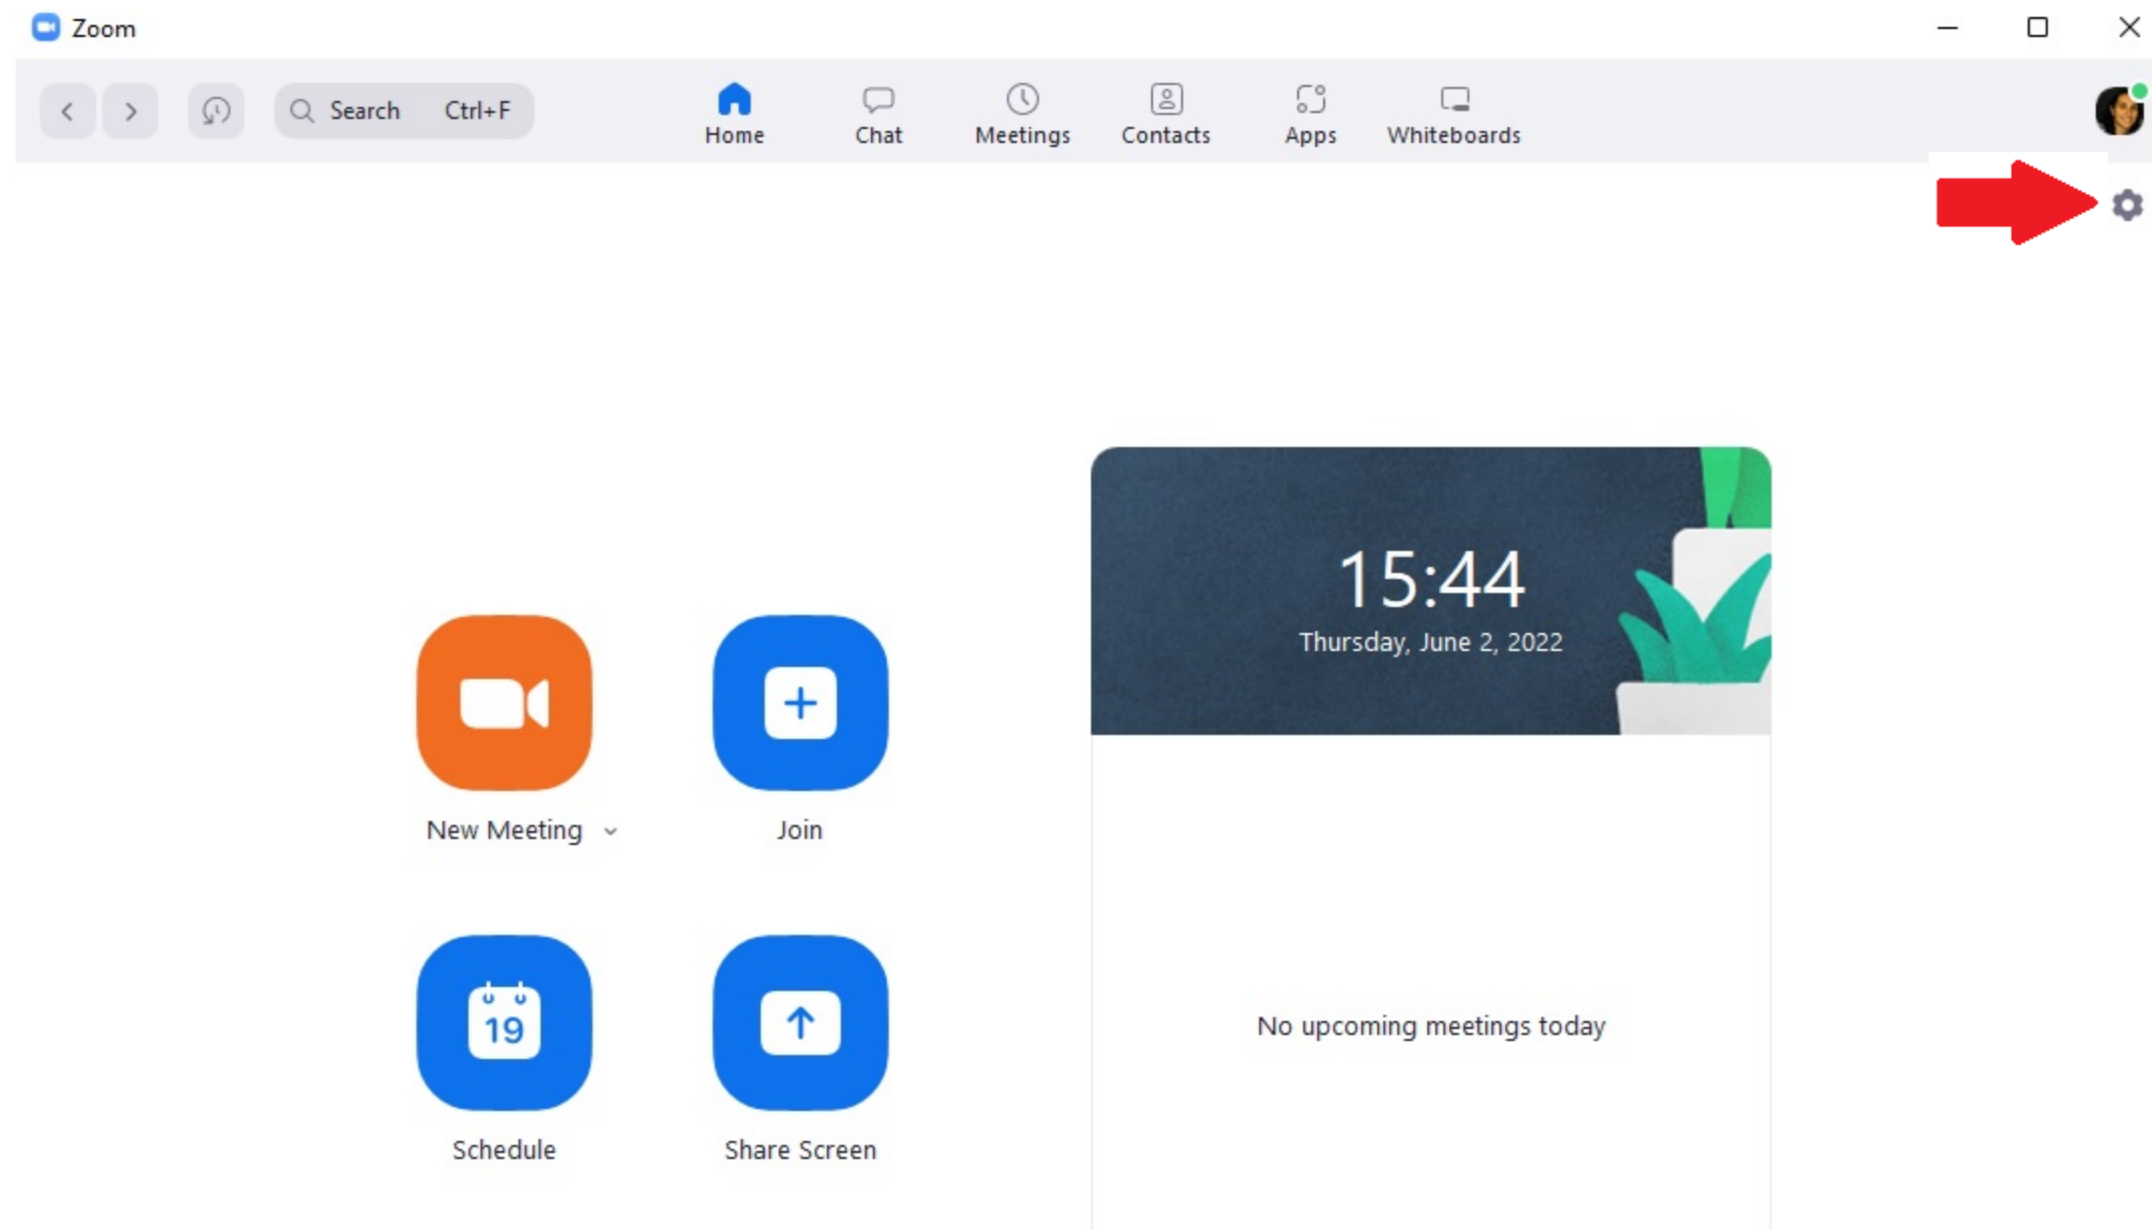 Zoom
Search Ctrl+F
Home Chat Meetings Contacts Apps Whiteboards
15:44
Thursday, June 2, 2022
New Meeting
Join
19
Schedule
Share Screen
No upcoming meetings today